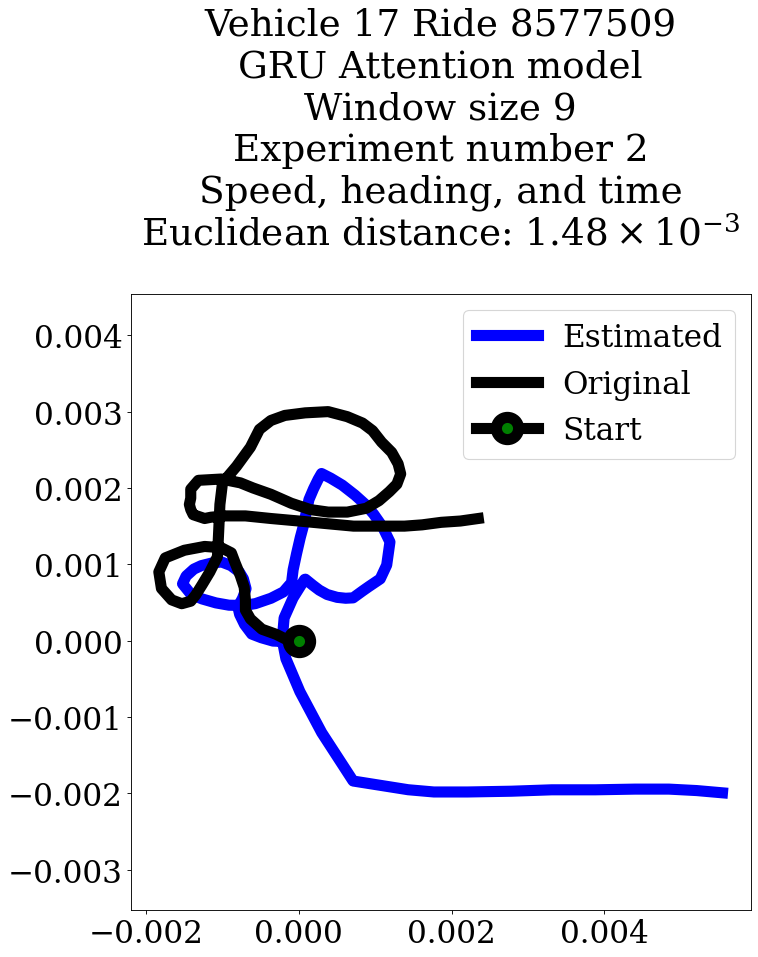 Vehicle 17 Ride 8577509
GRU Attention model
Window size 9
Experiment number 2
Speed, heading, and time
Euclidean distance: 1.48 × 10⁻³
Estimated
Original
Start
0.004
0.003
0.002
0.001
0.000
−0.001
−0.002
−0.003
−0.002 0.000 0.002 0.004